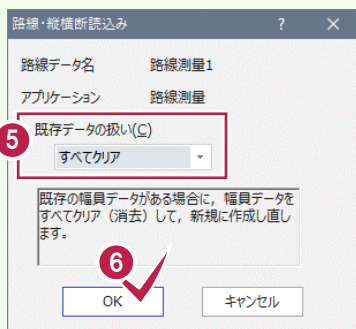 路線・縦横断読込み ? ×
路線データ名 路線測量1
アプリケーション 路線測量
5
既存データの扱い(C)
すべてクリア
既存の幅員データがある場合に，幅員データを
すべてクリア（消去）して，新規に作成し直し
ます。
6
OK キャンセル